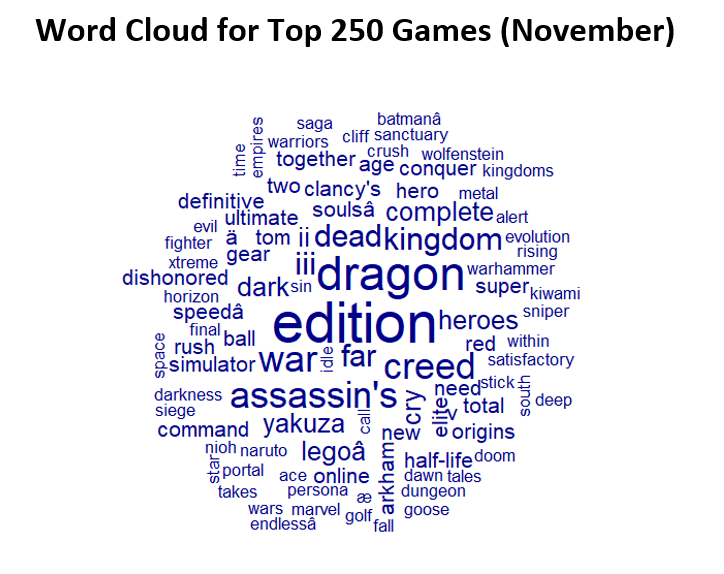 Word Cloud for Top 250 Games (November)
batmanâ
saga
time
empires
warriors
cliff
sanctuary
crush
wolfenstein
together
age
conquer
kingdoms
two
clancy's
hero
metal
definitive
ultimate
soulsâ
complete
alert
evil
fighter
ä
tom
ii
dead
kingdom
evolution
rising
gear
xtreme
iii
dragon
warhammer
dishonored
dark
sin
super
kiwami
horizon
speedâ
edition
heroes
sniper
final
ball
rush
red
within
space
simulator
war
idle
far
creed
satisfactory
darkness
assassin's
cry
need
stick
south
deep
siege
call
elite
v
total
command
yakuza
new
origins
nioh
naruto
legoâ
arkham
half-life
doom
star
portal
ace
online
dawn
tales
takes
persona
æ
dungeon
wars
marvel
golf
goose
endlessâ
fall